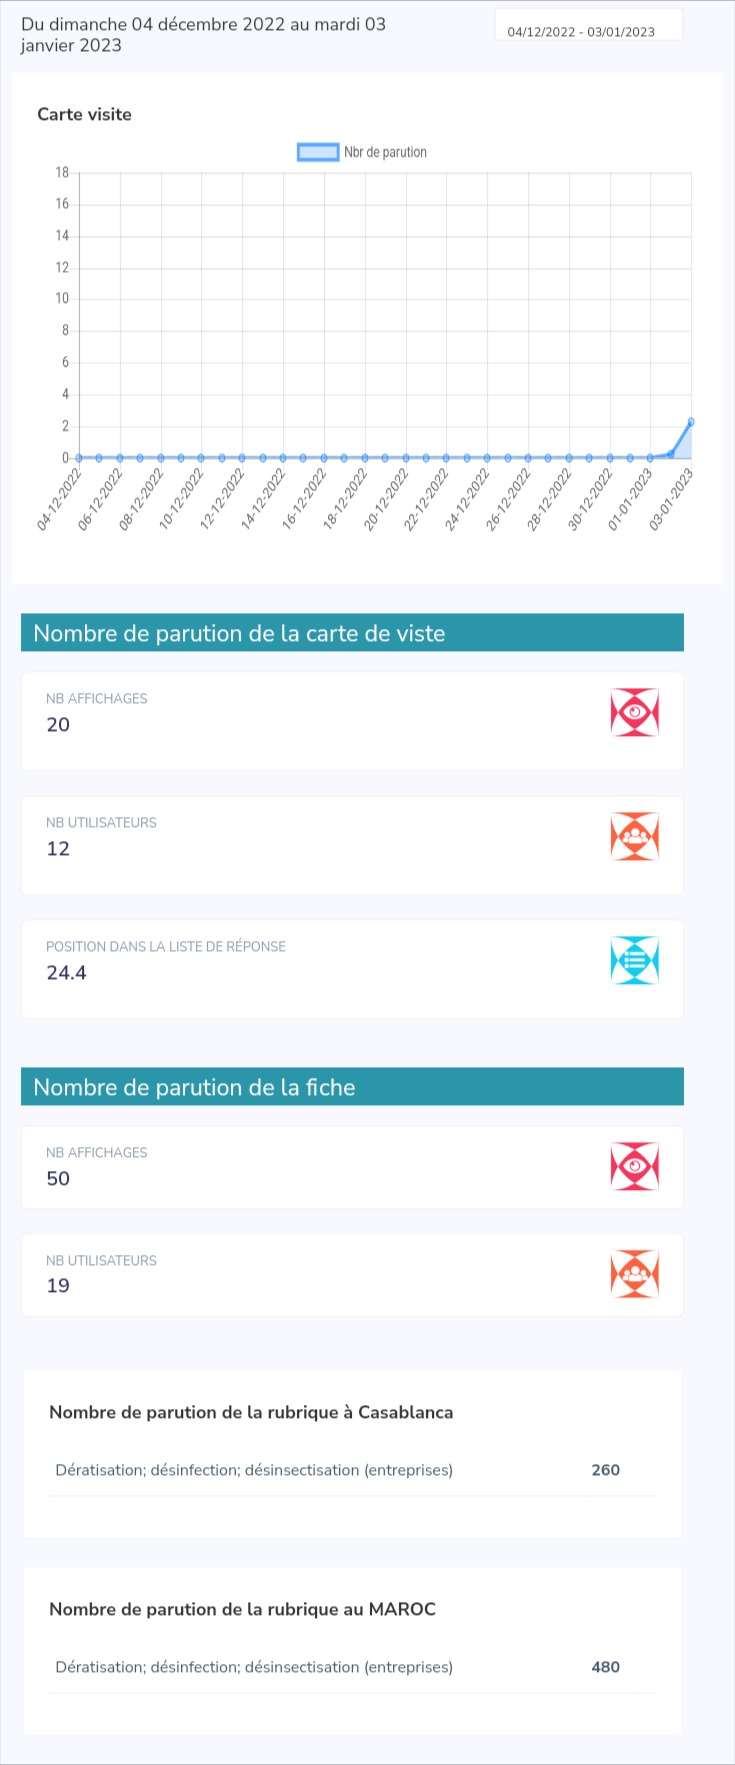 Du dimanche 04 décembre 2022 au mardi 03
janvier 2023
04/12/2022 - 03/01/2023
Carte visite
Nbr de parution
18
16
14
12
10
8
6
4
2
0
04-12-2022
06-12-2022
08-12-2022
10-12-2022
12-12-2022
14-12-2022
16-12-2022
18-12-2022
20-12-2022
22-12-2022
24-12-2022
26-12-2022
28-12-2022
30-12-2022
01-01-2023
03-01-2023
Nombre de parution de la carte de viste
NB AFFICHAGES
20
NB UTILISATEURS
12
POSITION DANS LA LISTE DE RÉPONSE
24.4
Nombre de parution de la fiche
NB AFFICHAGES
50
NB UTILISATEURS
19
Nombre de parution de la rubrique à Casablanca
Dératisation; désinfection; désinsectisation (entreprises) 260
Nombre de parution de la rubrique au MAROC
Dératisation; désinfection; désinsectisation (entreprises) 480